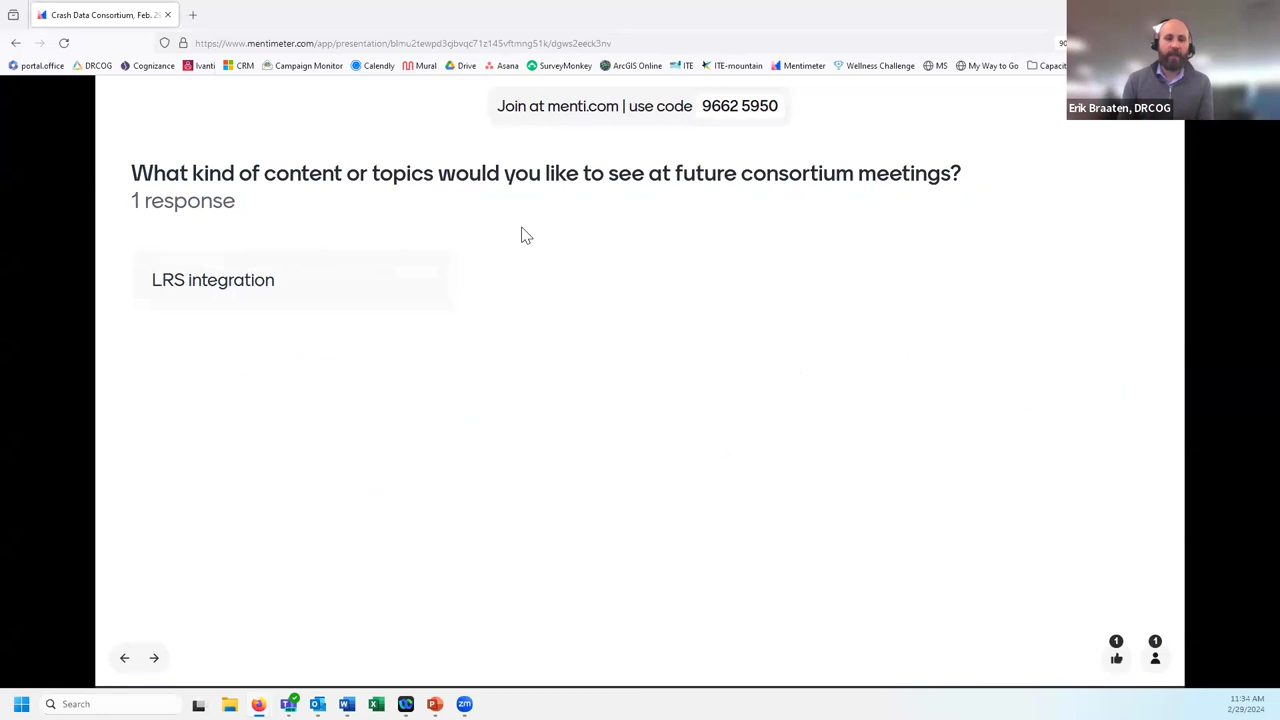 Crash Data Consortium, Feb. 29
https://www.mentimeter.com/app/presentation/blmu2tewpd3cjbvqc71z145vftmng51k/dgws2eeck3nv
90
portal.office
DRCOG
Cognizance
Ivanti
CRM
Campaign Monitor
Calendly
Mural
Drive
Asana
SurveyMonkey
ArcGIS Online
ITE
ITE-mountain
Mentimeter
Wellness Challenge
MS
My Way to Go
Erik Braaten, DRCOG
Join at menti.com | use code 9662 5950
What kind of content or topics would you like to see at future consortium meetings?
1 response
LRS integration
1
1
Search
11:34 AM
2/29/2024